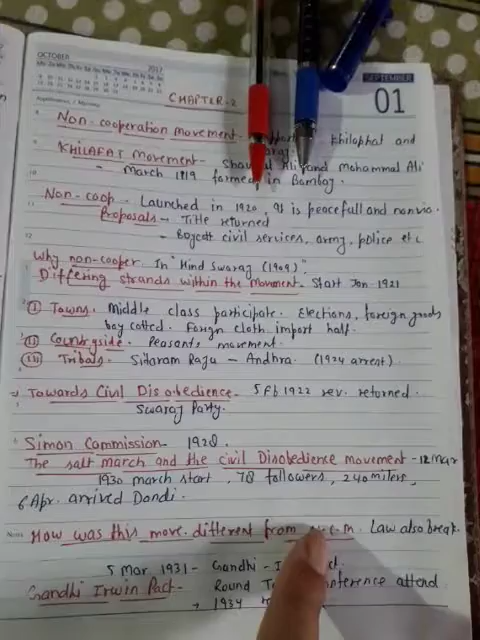 OCTOBER 2017
SEPTEMBER
01
Appointments / Meetings
CHAPTER-2
Non-cooperation movement- Khilaphat and
KHILAFAT movement- Shau Ali and Mohammal Ali
- March 1919 formed in Bombay.
Non-coop- Launched in 1920, It is peacefull and nonvio.
Proposals- Title returned
- Boycott civil services, army, police etc
Why non-cooper. In "Hind Swaraj (1909)".
Differing strands within the Movement. Start Jan-1921
(i) Towns. Middle class participate. Elections, foreign goods
boycotted. Foreign cloth import half.
(ii) Countryside. Peasants' movement.
(iii) Tribals- Sitaram Raju - Andhra. (1924 arrest).
→ Towards Civil Disobedience- 5 Feb 1922 rev. returned.
Swaraj Party.
Simon Commission- 1928.
The salt March and the civil Disobedience movement-12 Mar
1930 march start, 78 followers, 240 miles,
6 Apr. arrived Dandi.
Notes
How was this move. different from N.C.M. Law also break.
5 Mar. 1931- Gandhi-I ct.
Gandhi Irwin Pact- Round T onference attend
→ 1934